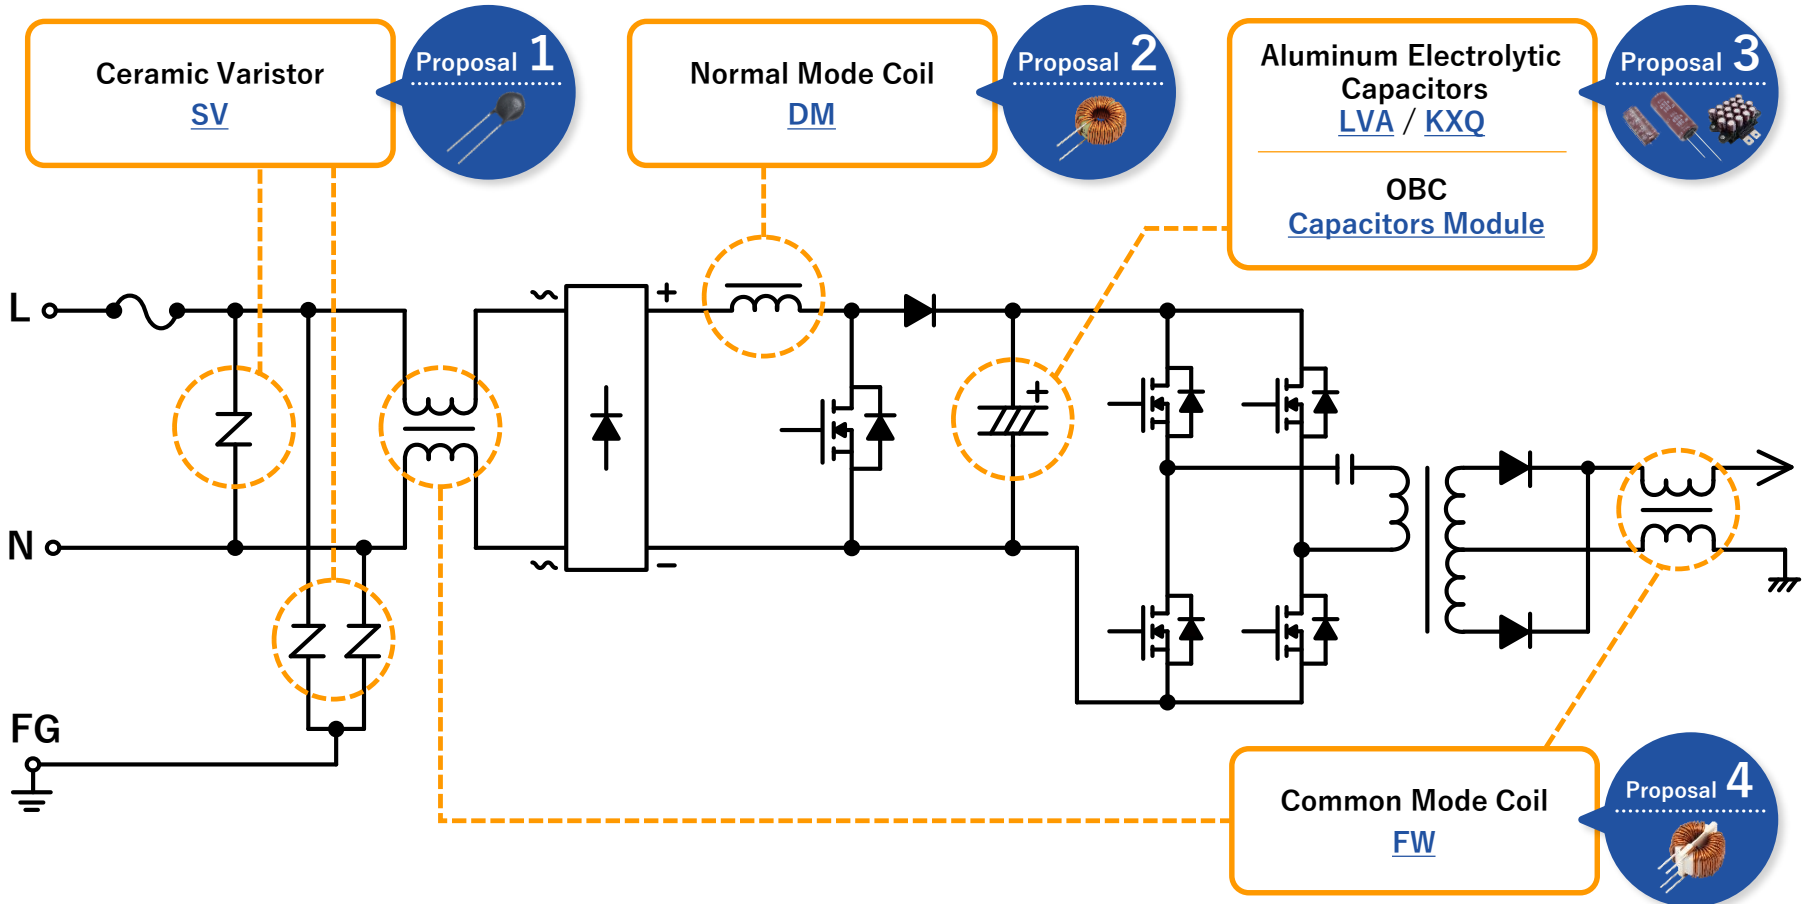 Ceramic Varistor
SV
Proposal 1
Normal Mode Coil
DM
Proposal 2
Aluminum Electrolytic
Capacitors
LVA / KXQ
OBC
Capacitors Module
Proposal 3
L
+
+
N
−
FG
Common Mode Coil
FW
Proposal 4